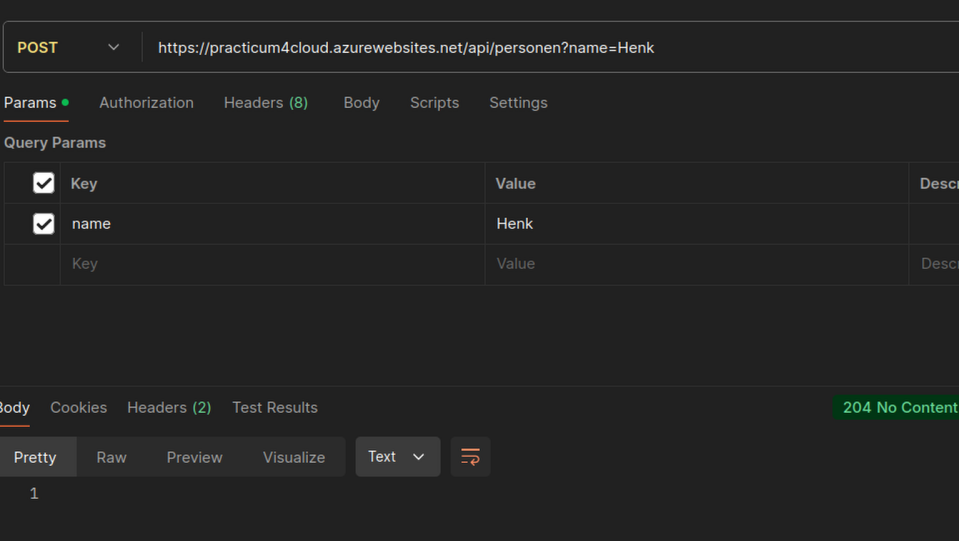 POST https://practicum4cloud.azurewebsites.net/api/personen?name=Henk
Params Authorization Headers (8) Body Scripts Settings
Query Params
Key Value Descr
name Henk
Key Value Descr
Body Cookies Headers (2) Test Results 204 No Content
Pretty Raw Preview Visualize Text
1